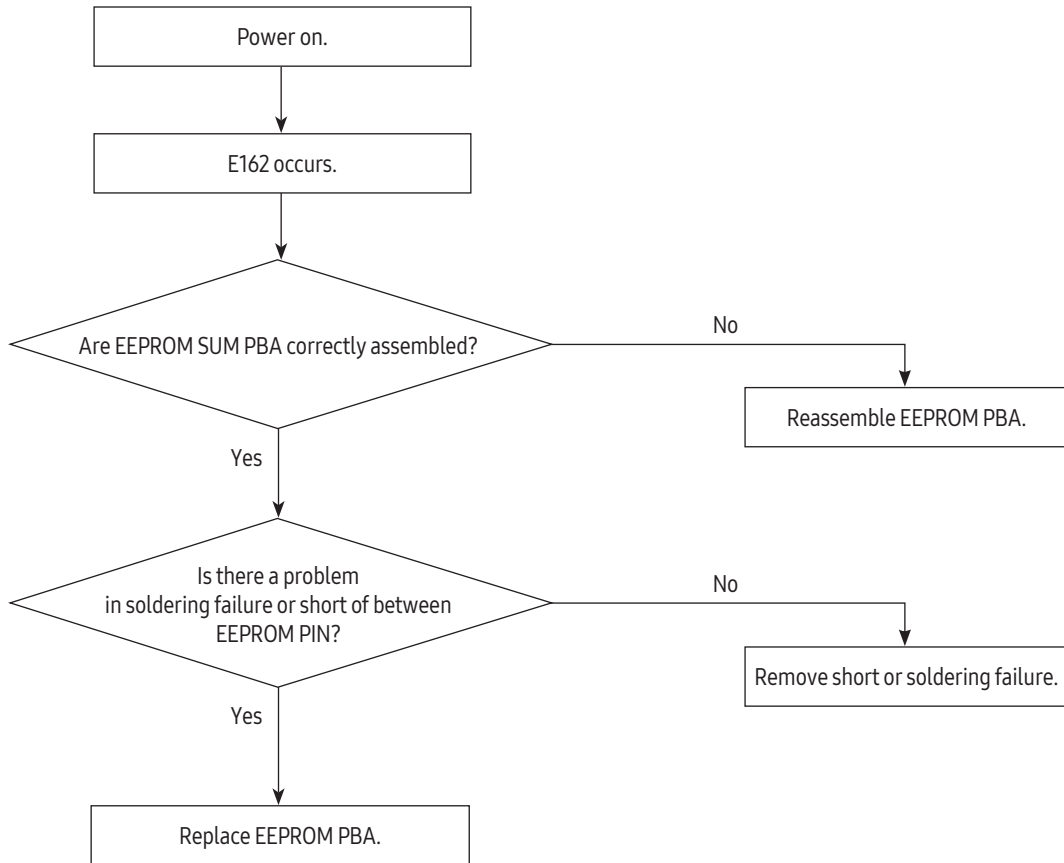 Power on.
E162 occurs.
Are EEPROM SUM PBA correctly assembled?
No
Reassemble EEPROM PBA.
Yes
Is there a problem
in soldering failure or short of between
EEPROM PIN?
No
Remove short or soldering failure.
Yes
Replace EEPROM PBA.